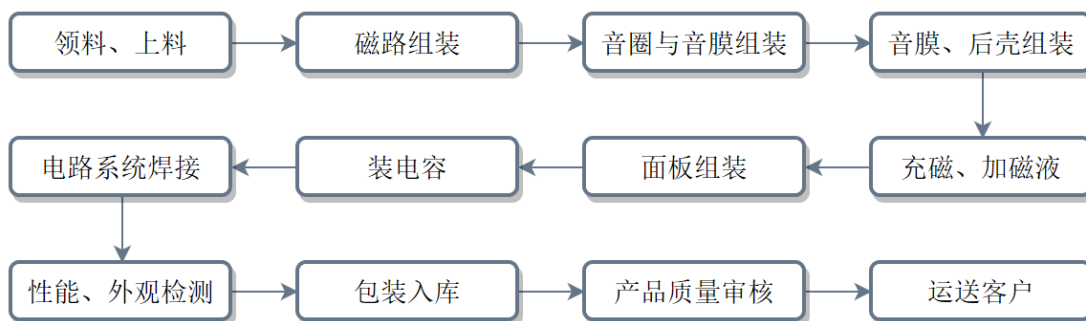 领料、上料
磁路组装
音圈与音膜组装
音膜、后壳组装
充磁、加磁液
面板组装
装电容
电路系统焊接
性能、外观检测
包装入库
产品质量审核
运送客户